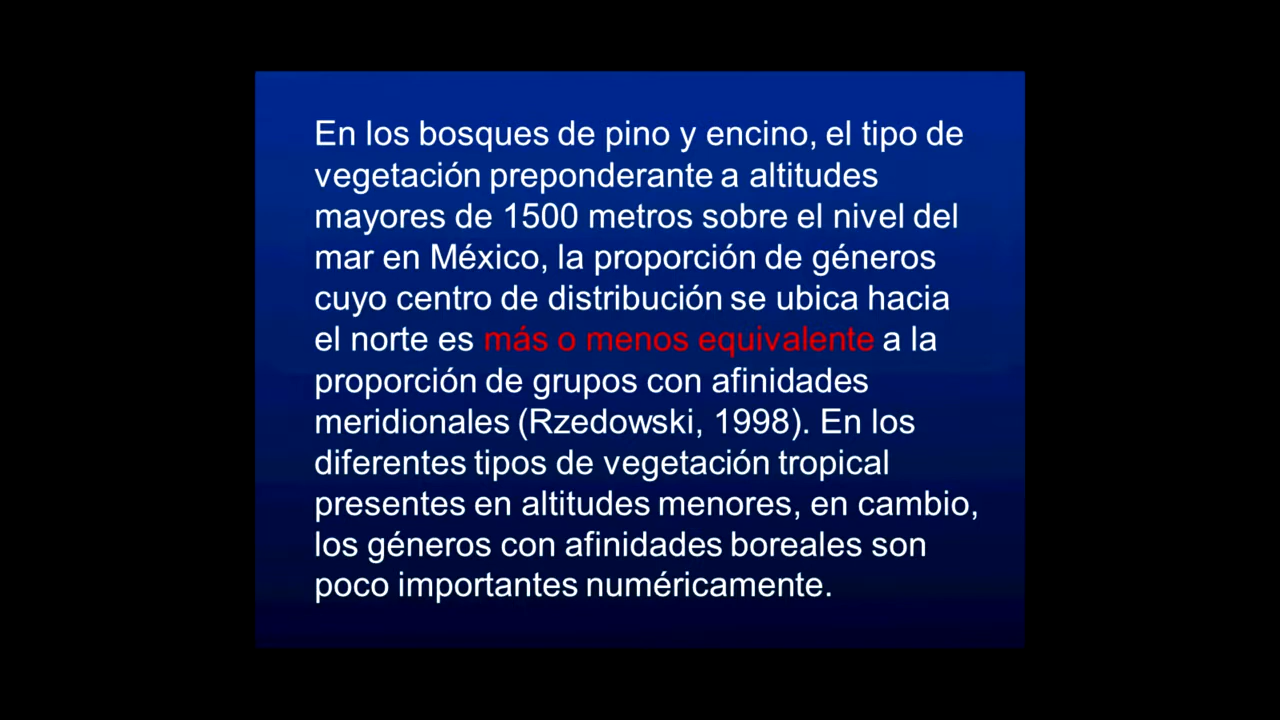 En los bosques de pino y encino, el tipo de
vegetación preponderante a altitudes
mayores de 1500 metros sobre el nivel del
mar en México, la proporción de géneros
cuyo centro de distribución se ubica hacia
el norte es más o menos equivalente a la
proporción de grupos con afinidades
meridionales (Rzedowski, 1998). En los
diferentes tipos de vegetación tropical
presentes en altitudes menores, en cambio,
los géneros con afinidades boreales son
poco importantes numéricamente.